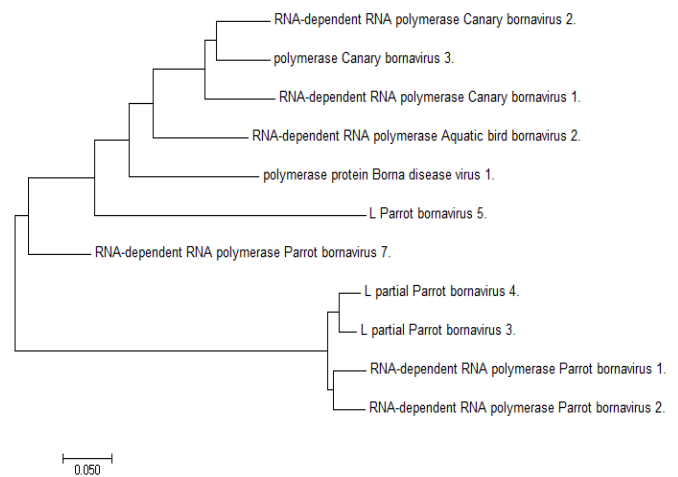 RNA-dependent RNA polymerase Canary bornavirus 2.
polymerase Canary bornavirus 3.
RNA-dependent RNA polymerase Canary bornavirus 1.
RNA-dependent RNA polymerase Aquatic bird bornavirus 2.
polymerase protein Borna disease virus 1.
L Parrot bornavirus 5.
RNA-dependent RNA polymerase Parrot bornavirus 7.
L partial Parrot bornavirus 4.
L partial Parrot bornavirus 3.
RNA-dependent RNA polymerase Parrot bornavirus 1.
RNA-dependent RNA polymerase Parrot bornavirus 2.
0.050